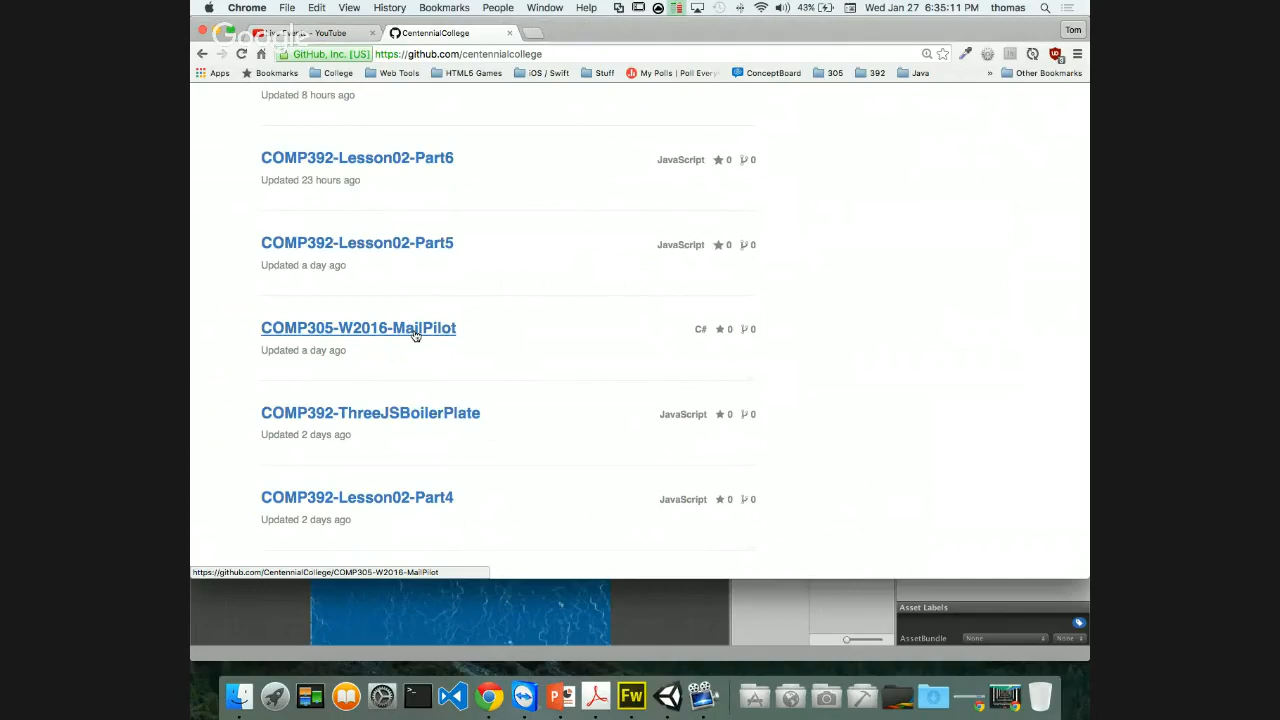 Chrome File Edit View History Bookmarks People Window Help 43% Wed Jan 27 6:35:11 PM thomas
Google
Live Events - YouTube CentennialCollege Tom
GitHub, Inc. [US] https://github.com/centennialcollege
Apps Bookmarks College Web Tools HTML5 Games iOS / Swift Stuff My Polls | Poll Every ConceptBoard 305 392 Java » Other Bookmarks
Updated 8 hours ago
COMP392-Lesson02-Part6 JavaScript 0 0
Updated 23 hours ago
COMP392-Lesson02-Part5 JavaScript 0 0
Updated a day ago
COMP305-W2016-MailPilot C# 0 0
Updated a day ago
COMP392-ThreeJSBoilerPlate JavaScript 0 0
Updated 2 days ago
COMP392-Lesson02-Part4 JavaScript 0 0
Updated 2 days ago
https://github.com/CentennialCollege/COMP305-W2016-MailPilot
Asset Labels
AssetBundle None None
Fw